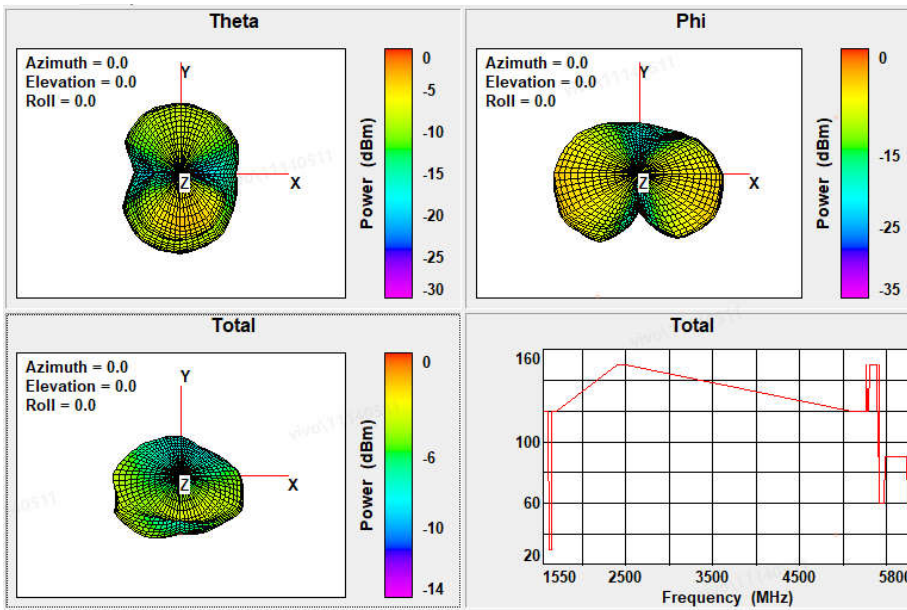 Theta
Azimuth = 0.0
Elevation = 0.0
Roll = 0.0
Y
X
Z
Power (dBm)
0
-5
-10
-15
-20
-25
-30
Phi
Azimuth = 0.0
Elevation = 0.0
Roll = 0.0
Y
X
Z
Power (dBm)
0
-15
-25
-35
Total
Azimuth = 0.0
Elevation = 0.0
Roll = 0.0
Y
X
Z
Power (dBm)
0
-6
-10
-14
Total
160
100
60
20
1550 2500 3500 4500 5800
Frequency (MHz)